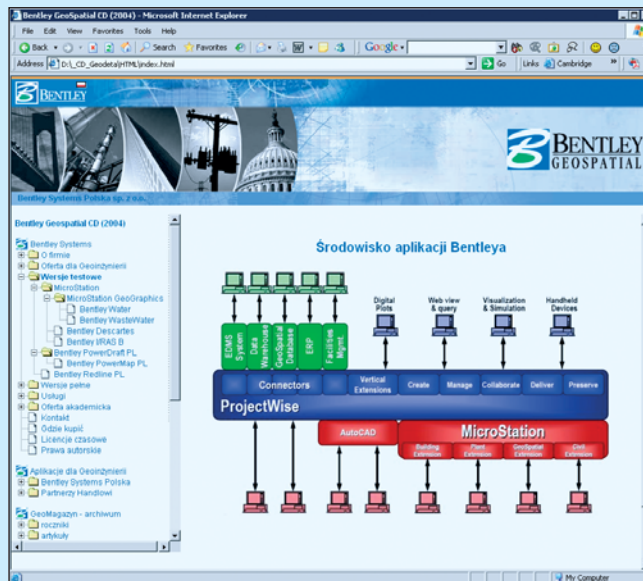 Bentley GeoSpatial CD (2004) - Microsoft Internet Explorer
File Edit View Favorites Tools Help
Back Search Favorites Google
Address D:\_CD_Geodeta\HTML\index.html Go Links Cambridge
BENTLEY
BENTLEY
GEOSPATIAL
Bentley Systems Polska sp. z o.o.
Bentley Geospatial CD (2004)
Bentley Systems
O firmie
Oferta dla Geoinżynierii
Wersje testowe
MicroStation
MicroStation GeoGraphics
Bentley Water
Bentley WasteWater
Bentley Descartes
Bentley I/RAS B
Bentley PowerDraft PL
Bentley PowerMap PL
Bentley Redline PL
Wersje pełne
Usługi
Oferta akademicka
Kontakt
Gdzie kupić
Licencje czasowe
Prawa autorskie
Aplikacje dla Geoinżynierii
Bentley Systems Polska
Partnerzy Handlowi
GeoMagazyn - archiwum
roczniki
artykuły
Środowisko aplikacji Bentleya
Digital
Plots
Web view
& query
Visualization
& Simulation
Handheld
Devices
EDMS
System
Data
Warehouse
GeoSpatial
Database
ERP
Facilities
Mgmt.
Connectors
Vertical
Extensions
Create
Manage
Collaborate
Deliver
Preserve
ProjectWise
AutoCAD
MicroStation
Building
Extension
Plant
Extension
GeoSpatial
Extension
Civil
Extension
My Computer